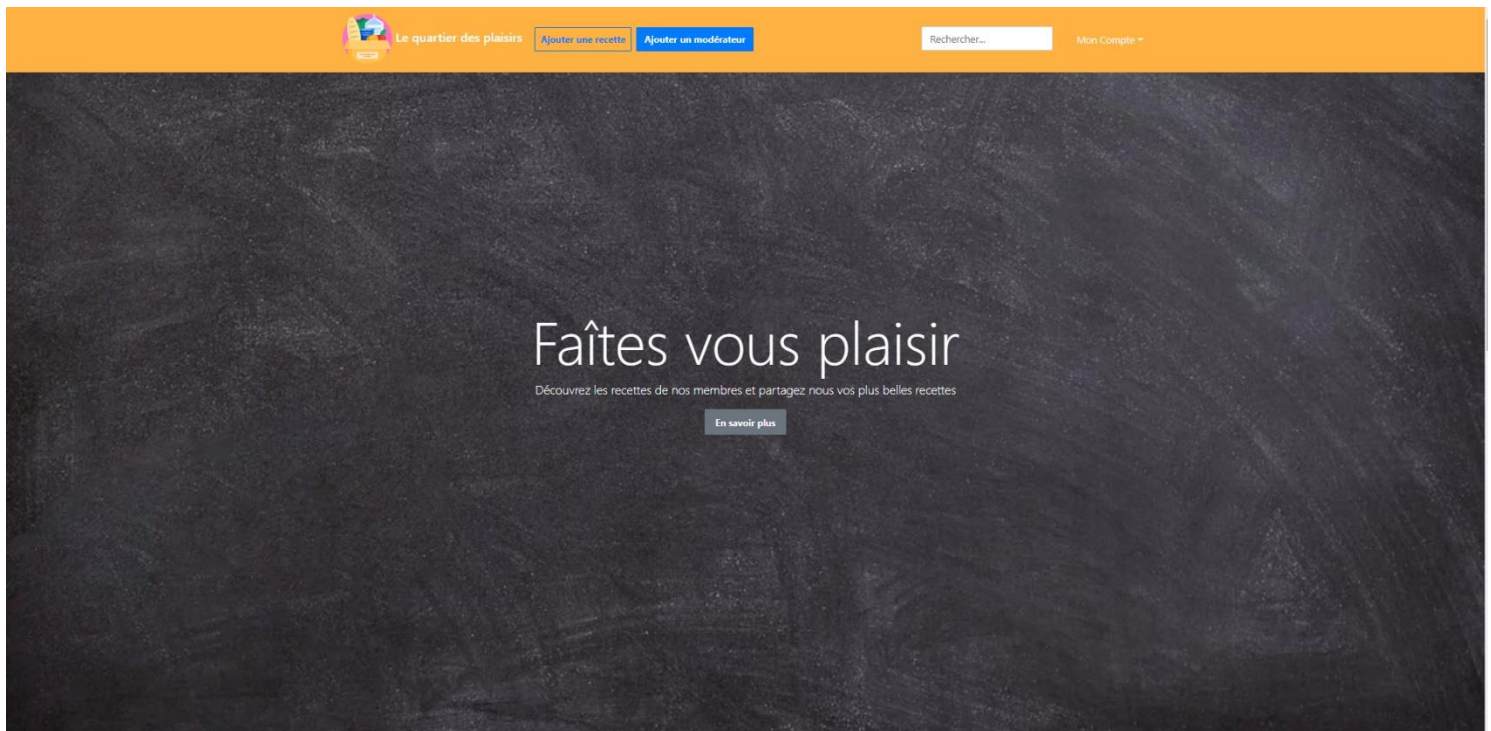 Le quartier des plaisirs
Ajouter une recette
Ajouter un modérateur
Rechercher...
Mon Compte
Faîtes vous plaisir
Découvrez les recettes de nos membres et partagez nous vos plus belles recettes
En savoir plus